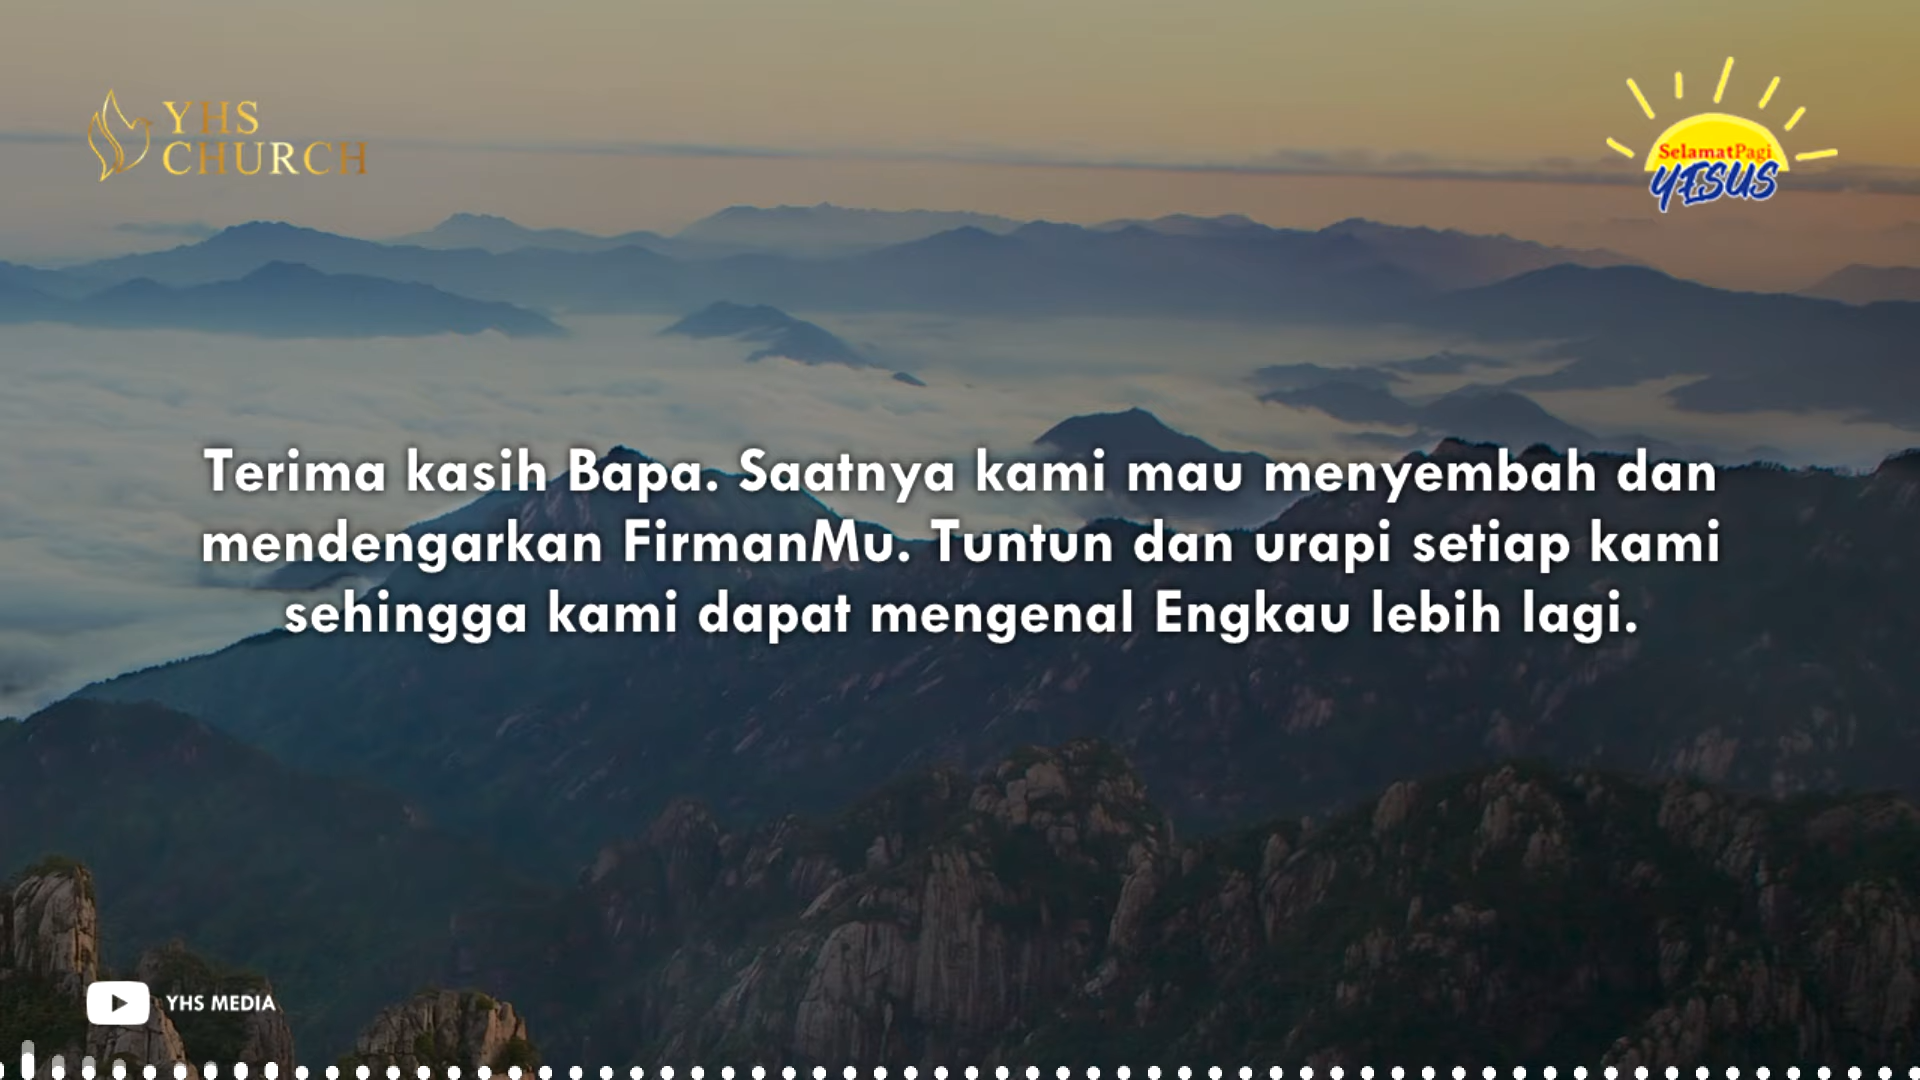 YHS
CHURCH
SelamatPagi
YESUS
Terima kasih Bapa. Saatnya kami mau menyembah dan
mendengarkan FirmanMu. Tuntun dan urapi setiap kami
sehingga kami dapat mengenal Engkau lebih lagi.
YHS MEDIA